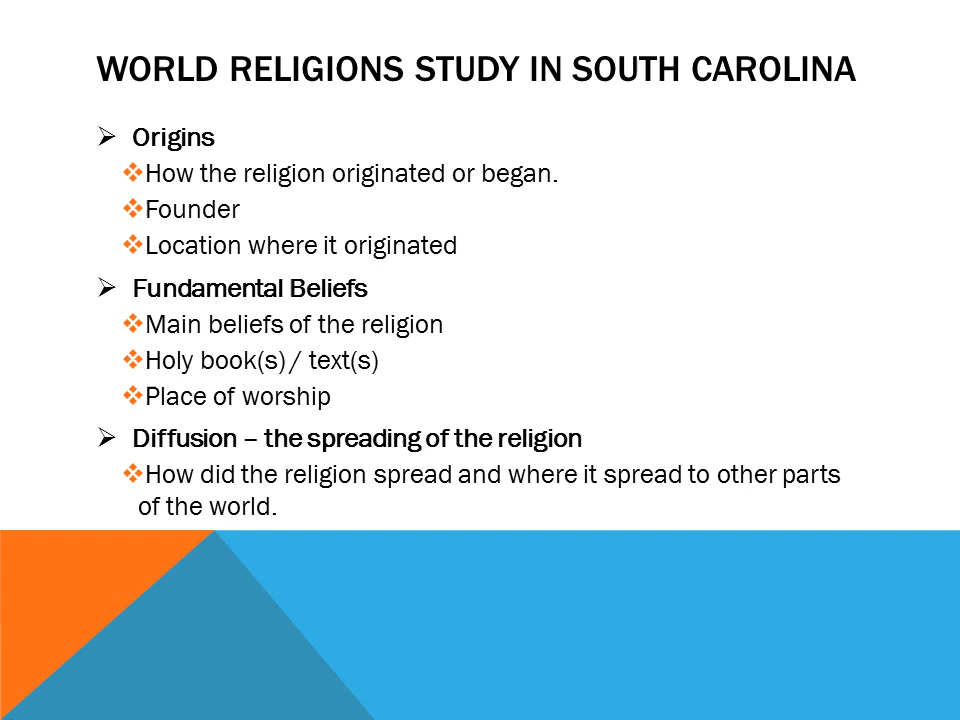 WORLD RELIGIONS STUDY IN SOUTH CAROLINA
Origins
How the religion originated or began.
Founder
Location where it originated
Fundamental Beliefs
Main beliefs of the religion
Holy book(s) / text(s)
Place of worship
Diffusion – the spreading of the religion
How did the religion spread and where it spread to other parts
of the world.